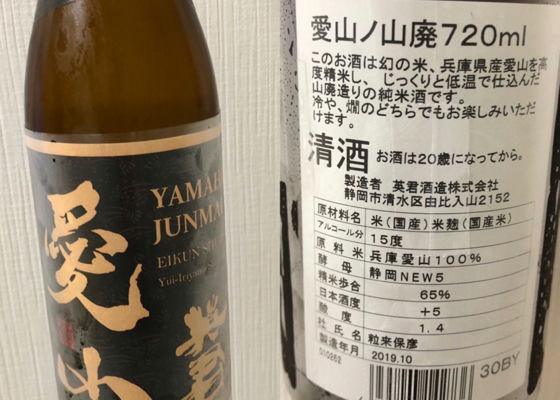 YAMAH
JUNMA
EIKUN
Yui-Iriyam
愛
山
英君
愛山ノ山廃720ml
このお酒は幻の米、兵庫県産愛山を高
度精米し、じっくりと低温で仕込んだ
山廃造りの純米酒です。
冷や、燗のどちらでもお楽しみいただ
けます。
清酒 お酒は20歳になってから。
製造者 英君酒造株式会社
静岡市清水区由比入山2152
原材料名 米(国産)米麹(国産米)
アルコール分 15度
原料米 兵庫愛山100%
酵母 静岡NEW5
精米歩合 65%
日本酒度 +5
酸度 1.4
杜氏名 粒来保彦
製造年月 2019.10
010262
30BY